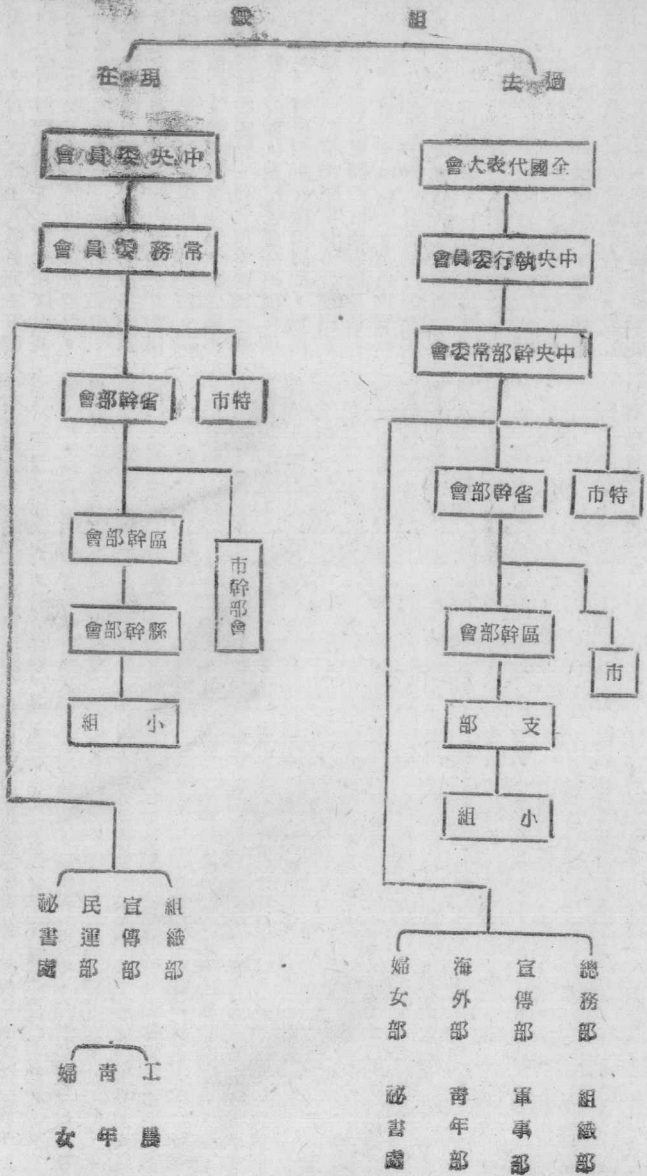 組織
過去
全國代表大會
中央執行委員會
中央幹部常委會
特市
省幹部會
市
區幹部會
支部
小組
總務部
宣傳部
海外部
婦女部
組織部
軍事部
青年部
祕書處
現在
中央委員會
常務委員會
特市
省幹部會
市幹部會
區幹部會
縣幹部會
小組
組織部
宣傳部
民運部
祕書處
工農
青年
婦女